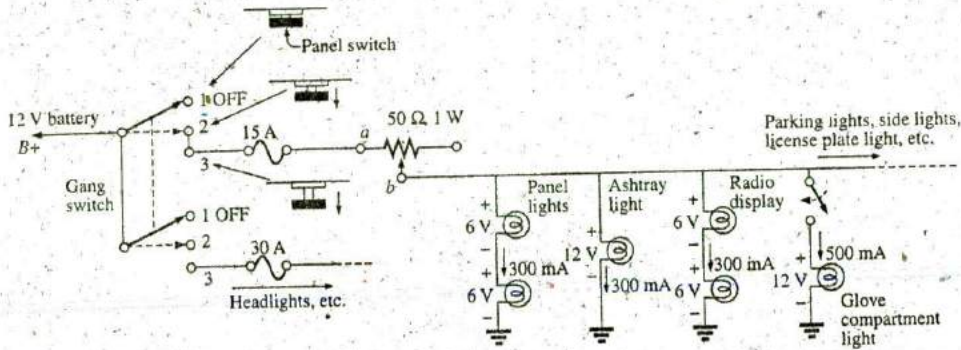 Panel switch
1 OFF
12 V battery
B+
2
15 A
a
50 Ω, 1 W
Parking lights, side lights,
license plate light, etc.
3
b
Gang
switch
Panel
lights
Ashtray
light
Radio
display
1 OFF
+
6 V
−
+
12 V
−
+
6 V
−
2
30 A
300 mA
300 mA
300 mA
500 mA
3
+
6 V
−
+
6 V
−
+
12 V
−
Headlights, etc.
Glove
compartment
light